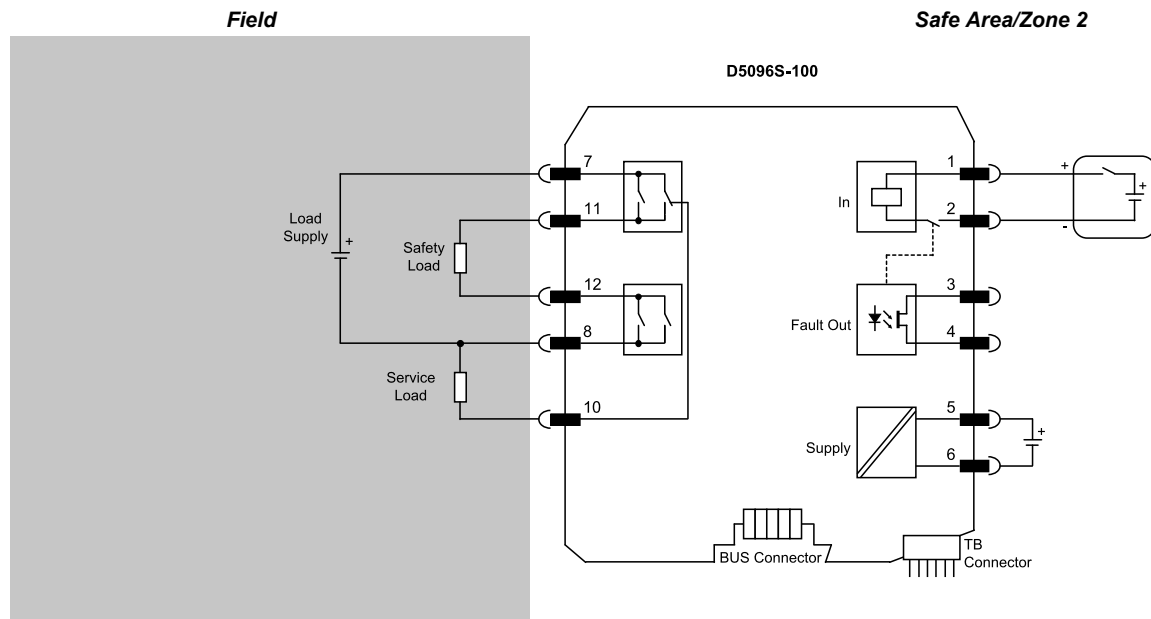 Field
Safe Area/Zone 2
D5096S-100
7
1
+
+
In
11
2
-
Load
Supply
+
Safety
Load
12
3
Fault Out
8
4
Service
Load
10
5
Supply
+
6
BUS Connector
TB
Connector